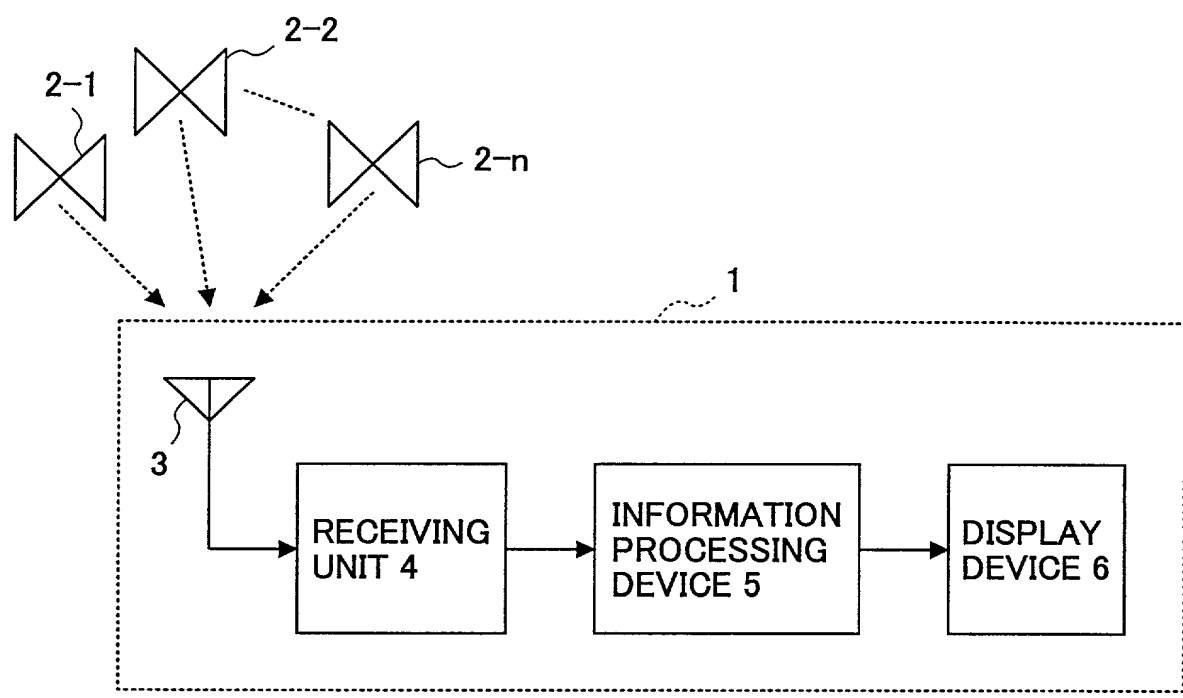 2-2
2-1
2-n
1
3
RECEIVING
UNIT 4
INFORMATION
PROCESSING
DEVICE 5
DISPLAY
DEVICE 6